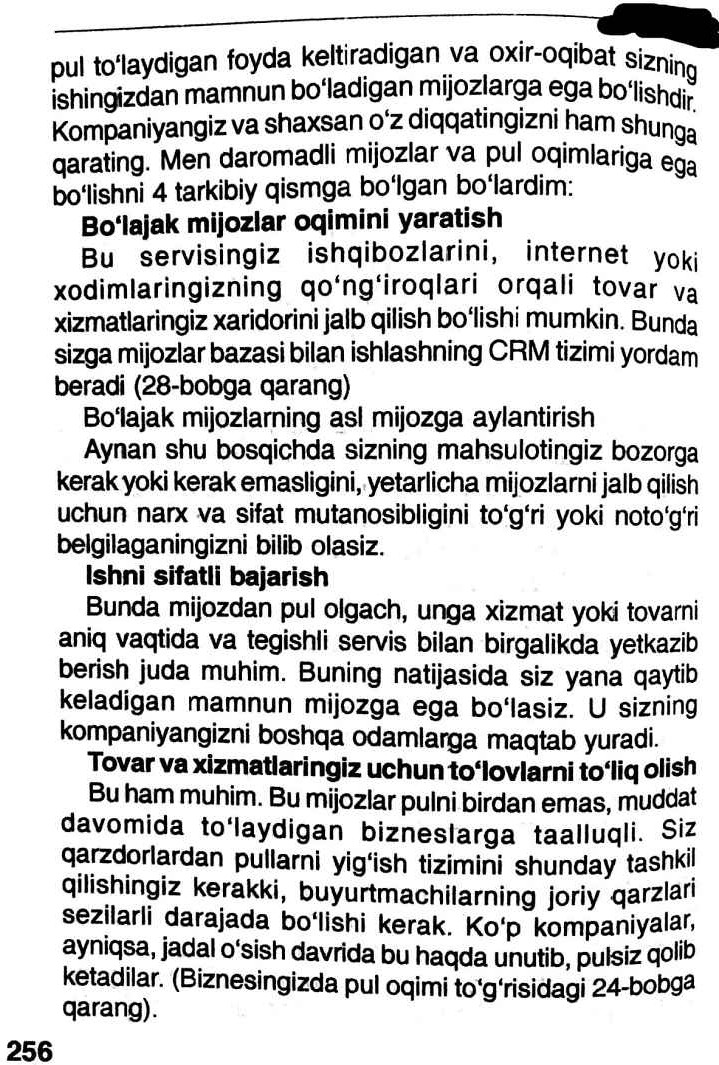 pul to‘laydigan foyda keltiradigan va oxir-oqibat sizning
ishingizdan mamnun bo‘ladigan mijozlarga ega bo‘lishdir.
Kompaniyangiz va shaxsan o‘z diqqatingizni ham shunga
qarating. Men daromadli mijozlar va pul oqimlariga ega
bo‘lishni 4 tarkibiy qismga bo‘lgan bo‘lardim:
Bo‘lajak mijozlar oqimini yaratish
Bu servisingiz ishqibozlarini, internet yoki
xodimlaringizning qo‘ng‘iroqlari orqali tovar va
xizmatlaringiz xaridorini jalb qilish bo‘lishi mumkin. Bunda
sizga mijozlar bazasi bilan ishlashning CRM tizimi yordam
beradi (28-bobga qarang)
Bo‘lajak mijozlarning asl mijozga aylantirish
Aynan shu bosqichda sizning mahsulotingiz bozorga
kerak yoki kerak emasligini, yetarlicha mijozlarni jalb qilish
uchun narx va sifat mutanosibligini to‘g‘ri yoki noto‘g‘ri
belgilaganingizni bilib olasiz.
Ishni sifatli bajarish
Bunda mijozdan pul olgach, unga xizmat yoki tovarni
aniq vaqtida va tegishli servis bilan birgalikda yetkazib
berish juda muhim. Buning natijasida siz yana qaytib
keladigan mamnun mijozga ega bo‘lasiz. U sizning
kompaniyangizni boshqa odamlarga maqtab yuradi.
Tovar va xizmatlaringiz uchun to‘lovlarni to‘liq olish
Bu ham muhim. Bu mijozlar pulni birdan emas, muddat
davomida to‘laydigan bizneslarga taalluqli. Siz
qarzdorlardan pullarni yig‘ish tizimini shunday tashkil
qilishingiz kerakki, buyurtmachilarning joriy qarzlari
sezilarli darajada bo‘lishi kerak. Ko‘p kompaniyalar,
ayniqsa, jadal o‘sish davrida bu haqda unutib, pulsiz qolib
ketadilar. (Biznesingizda pul oqimi to‘g‘risidagi 24-bobga
qarang).
256